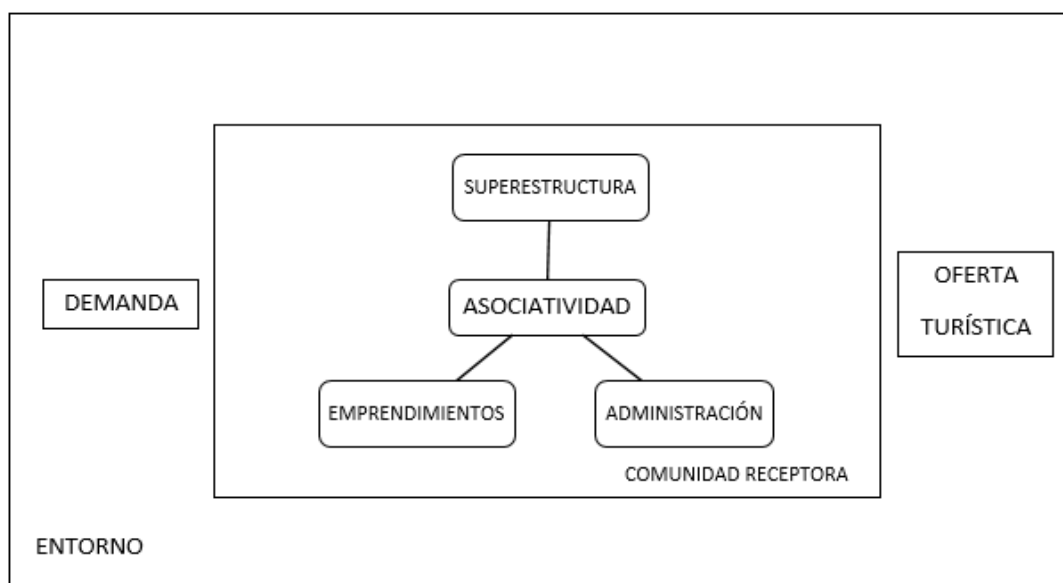 SUPERESTRUCTURA
DEMANDA
ASOCIATIVIDAD
OFERTA
TURÍSTICA
EMPRENDIMIENTOS
ADMINISTRACIÓN
COMUNIDAD RECEPTORA
ENTORNO